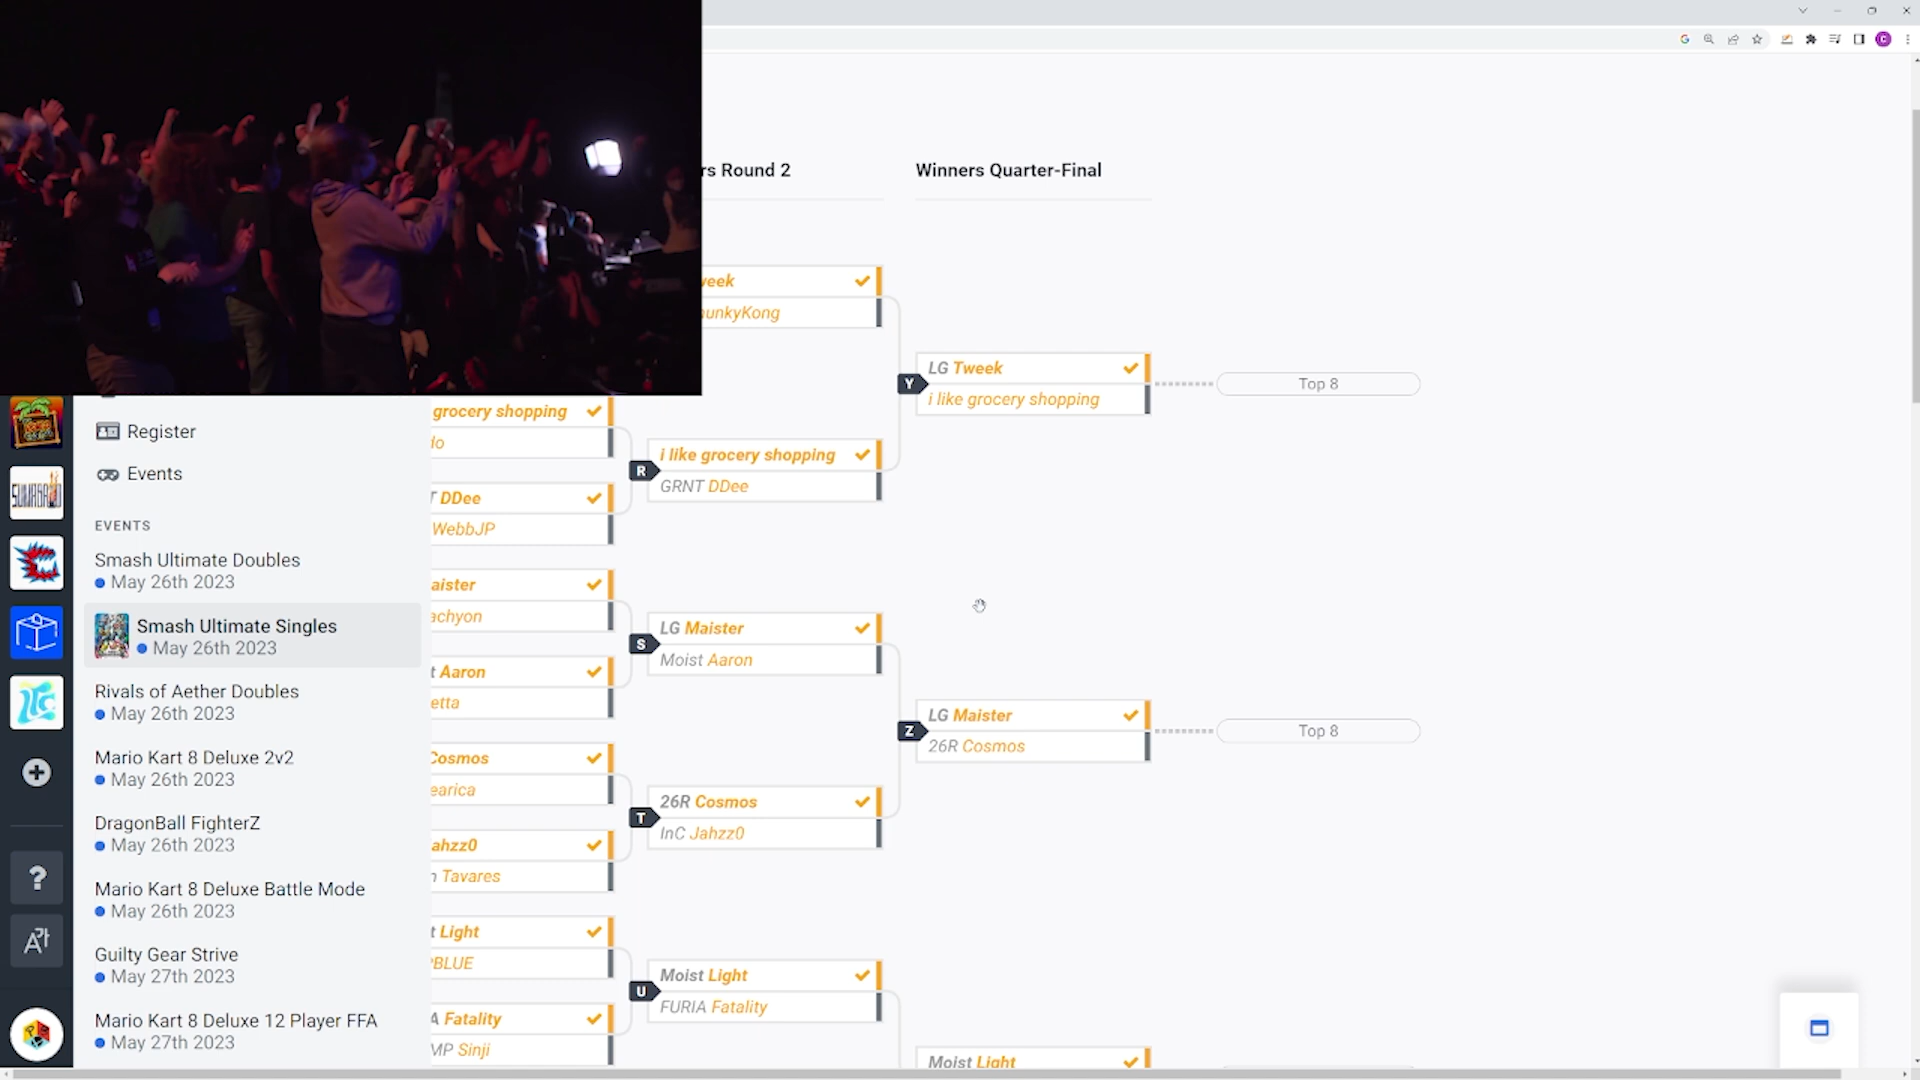 rs Round 2
Winners Quarter-Final
Register
Events
EVENTS
Smash Ultimate Doubles
May 26th 2023
Smash Ultimate Singles
May 26th 2023
Rivals of Aether Doubles
May 26th 2023
Mario Kart 8 Deluxe 2v2
May 26th 2023
DragonBall FighterZ
May 26th 2023
Mario Kart 8 Deluxe Battle Mode
May 26th 2023
Guilty Gear Strive
May 27th 2023
Mario Kart 8 Deluxe 12 Player FFA
May 27th 2023
grocery shopping
do
T DDee
WebbJP
aister
achyon
t Aaron
etta
Cosmos
earica
ahzz0
n Tavares
t Light
PBLUE
A Fatality
MP Sinji
week
hunkyKong
R
i like grocery shopping
GRNT DDee
S
LG Maister
Moist Aaron
T
26R Cosmos
InC Jahzz0
U
Moist Light
FURIA Fatality
Y
LG Tweek
i like grocery shopping
Top 8
Z
LG Maister
26R Cosmos
Top 8
Moist Light